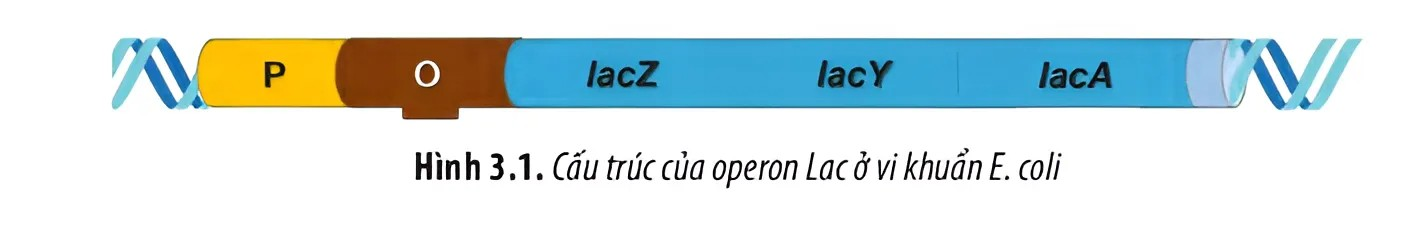 P O lacZ lacY lacA
Hình 3.1. Cấu trúc của operon Lac ở vi khuẩn E. coli